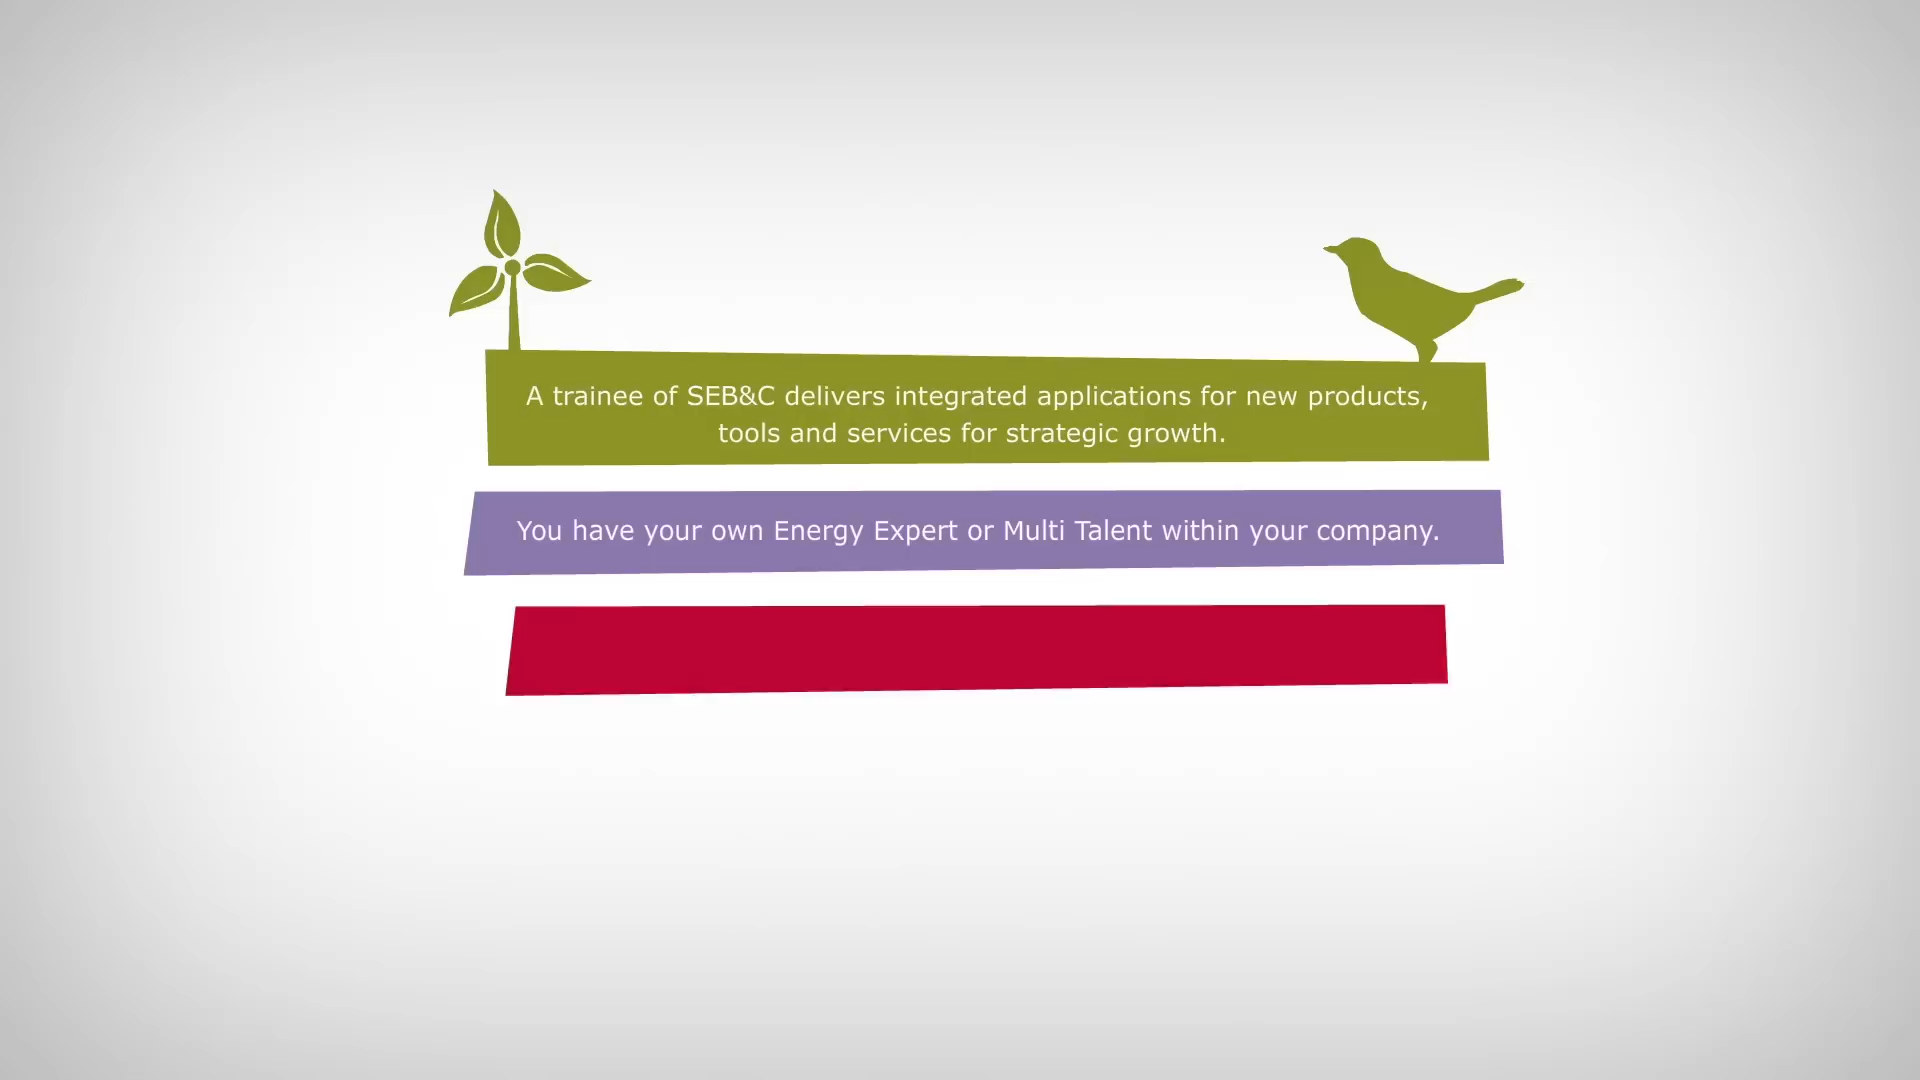 A trainee of SEB&C delivers integrated applications for new products,
tools and services for strategic growth.
You have your own Energy Expert or Multi Talent within your company.